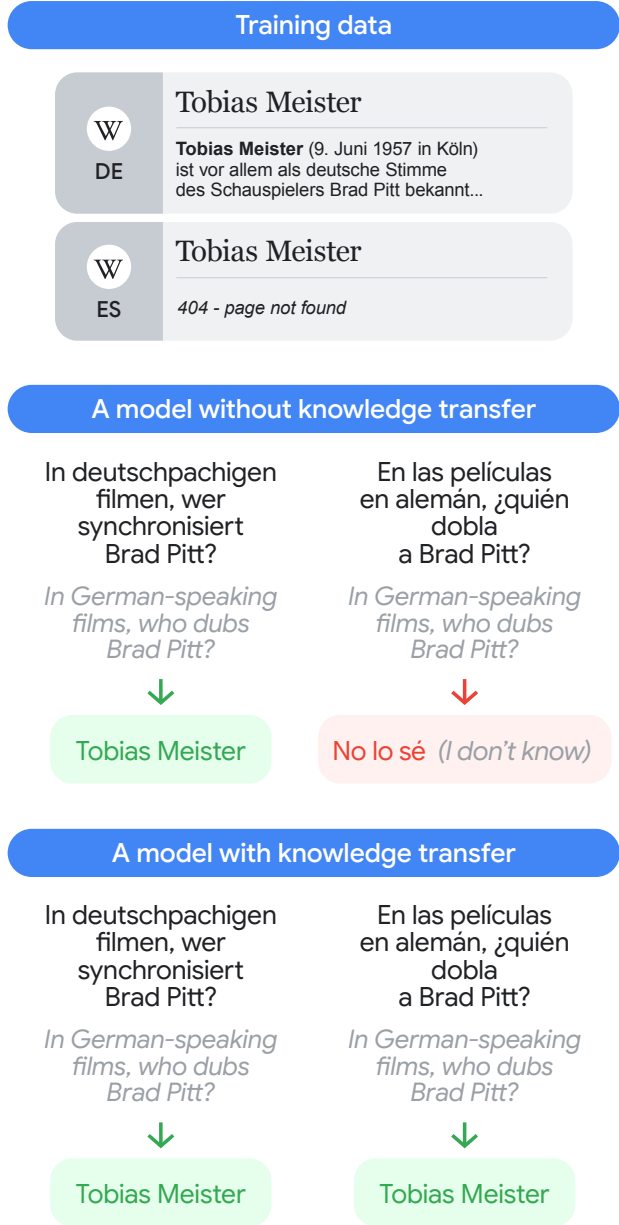 Training data
W
DE
Tobias Meister
Tobias Meister (9. Juni 1957 in Köln)
ist vor allem als deutsche Stimme
des Schauspielers Brad Pitt bekannt...
W
ES
Tobias Meister
404 - page not found
A model without knowledge transfer
In deutschpachigen
filmen, wer
synchronisiert
Brad Pitt?
In German-speaking
films, who dubs
Brad Pitt?
Tobias Meister
En las películas
en alemán, ¿quién
dobla
a Brad Pitt?
In German-speaking
films, who dubs
Brad Pitt?
No lo sé (I don't know)
A model with knowledge transfer
In deutschpachigen
filmen, wer
synchronisiert
Brad Pitt?
In German-speaking
films, who dubs
Brad Pitt?
Tobias Meister
En las películas
en alemán, ¿quién
dobla
a Brad Pitt?
In German-speaking
films, who dubs
Brad Pitt?
Tobias Meister